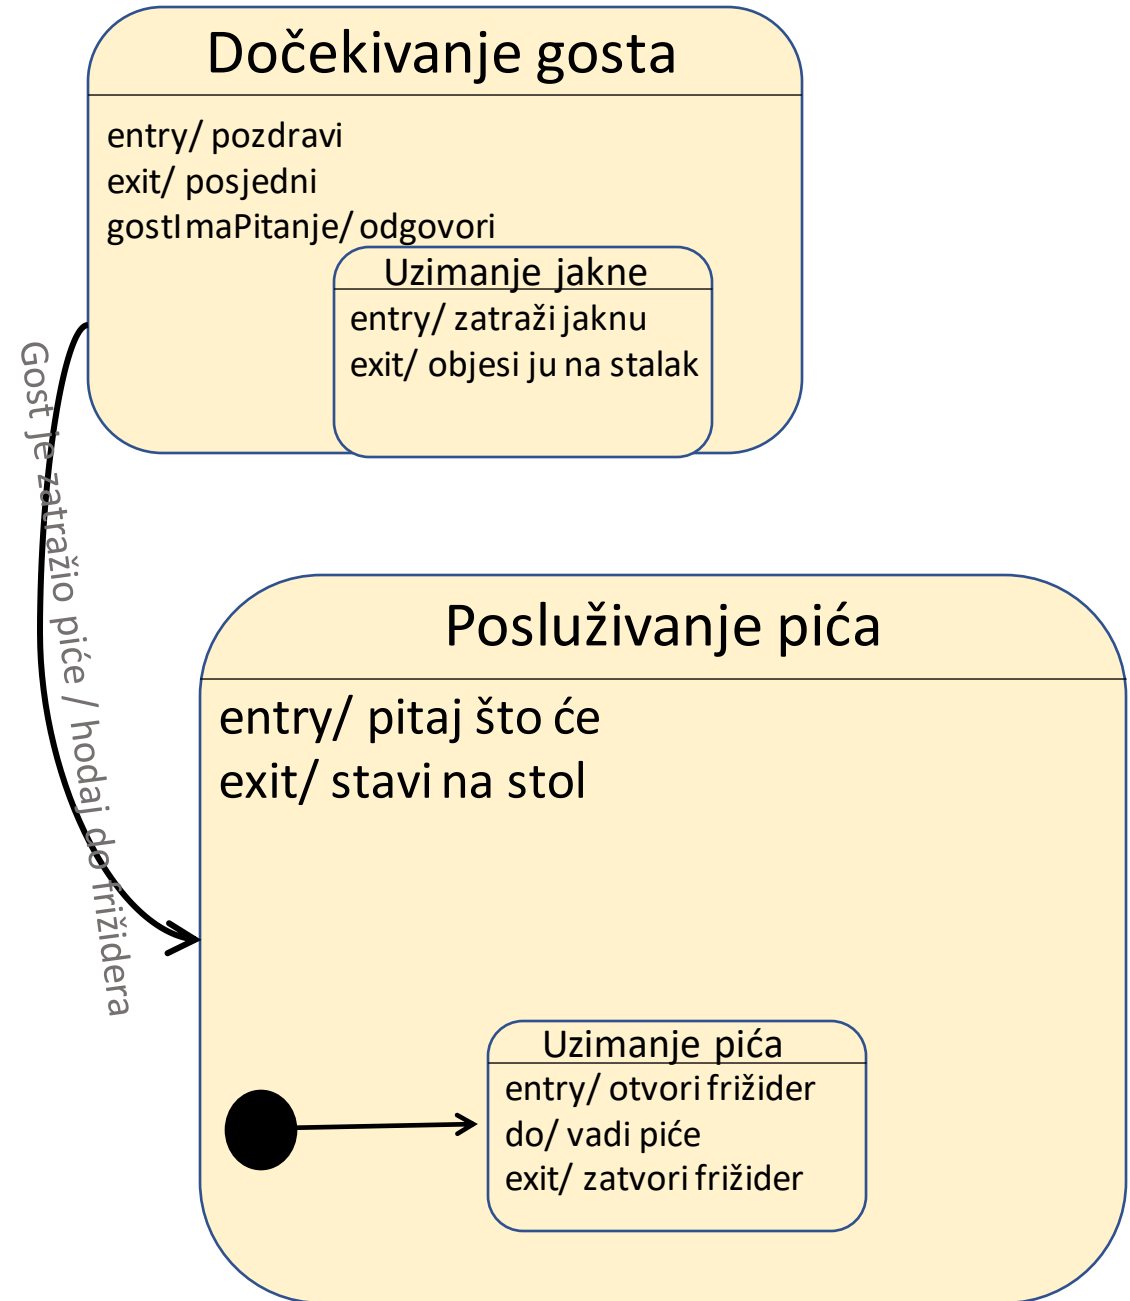 Dočekivanje gosta
entry/ pozdravi
exit/ posjedni
gostImaPitanje/ odgovori
Uzimanje jakne
entry/ zatraži jaknu
exit/ objesi ju na stalak
Gost je zatražio piće / hodaj do frižidera
Posluživanje pića
entry/ pitaj što će
exit/ stavi na stol
Uzimanje pića
entry/ otvori frižider
do/ vadi piće
exit/ zatvori frižider